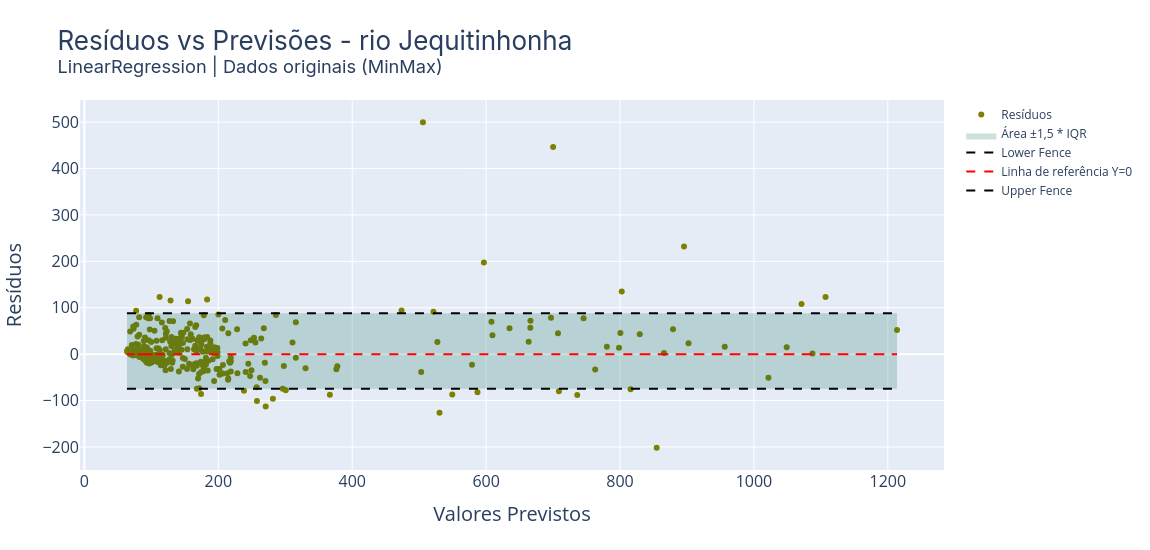 Resíduos vs Previsões - rio Jequitinhonha
LinearRegression | Dados originais (MinMax)
Resíduos
Área ±1,5 * IQR
Lower Fence
Linha de referência Y=0
Upper Fence
Resíduos
500
400
300
200
100
0
−100
−200
0
200
400
600
800
1000
1200
Valores Previstos